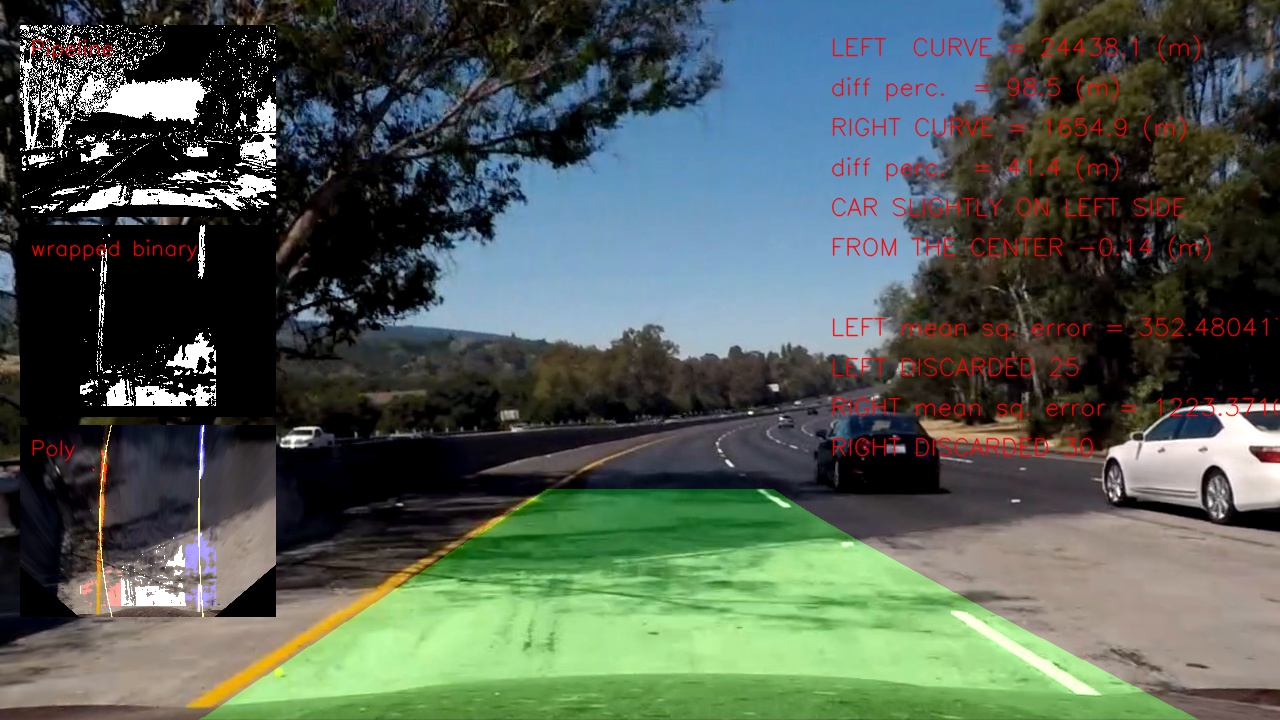 Pipeline
wrapped binary
Poly
LEFT  CURVE = 24438.1 (m)
diff perc.  = 98.5 (m)
RIGHT CURVE = 1654.9 (m)
diff perc.  = 41.4 (m)
CAR SLIGHTLY ON LEFT SIDE
FROM THE CENTER -0.14 (m)
LEFT mean sq. error = 352.480417
LEFT DISCARDED 25
RIGHT mean sq. error = 1223.3710
RIGHT DISCARDED 30